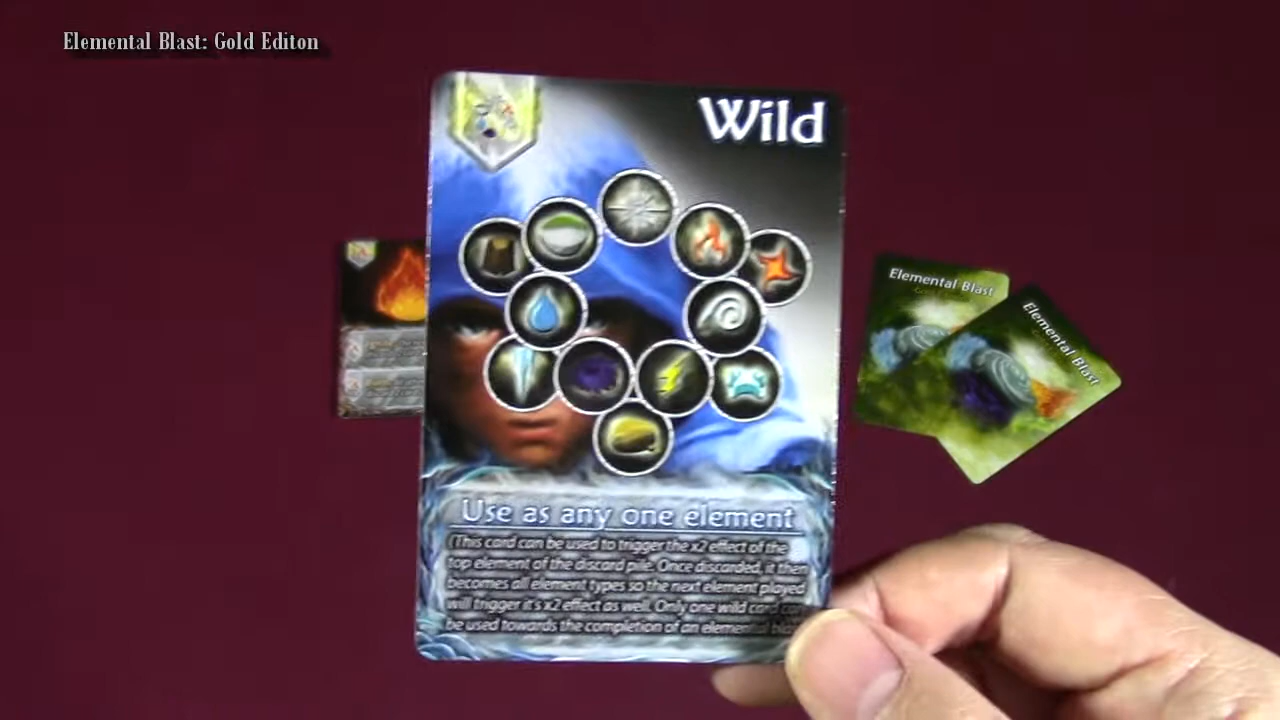 Elemental Blast: Gold Editon
Wild
Elemental Blast
Elemental Blast
Use as any one element
(This card can be used to trigger the x2 effect of the
top element of the discard pile. Once discarded, it then
becomes all element types so the next element played
will trigger it's x2 effect as well. Only one wild card can
be used towards the completion of an elemental